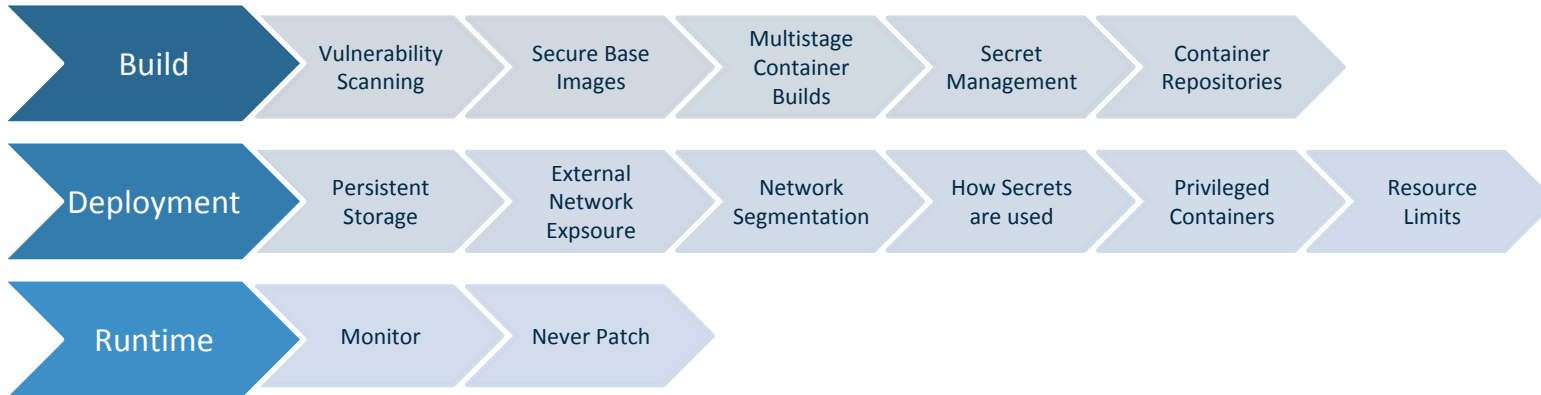 Build
Vulnerability
Scanning
Secure Base
Images
Multistage
Container
Builds
Secret
Management
Container
Repositories
Deployment
Persistent
Storage
External
Network
Expsoure
Network
Segmentation
How Secrets
are used
Privileged
Containers
Resource
Limits
Runtime
Monitor
Never Patch